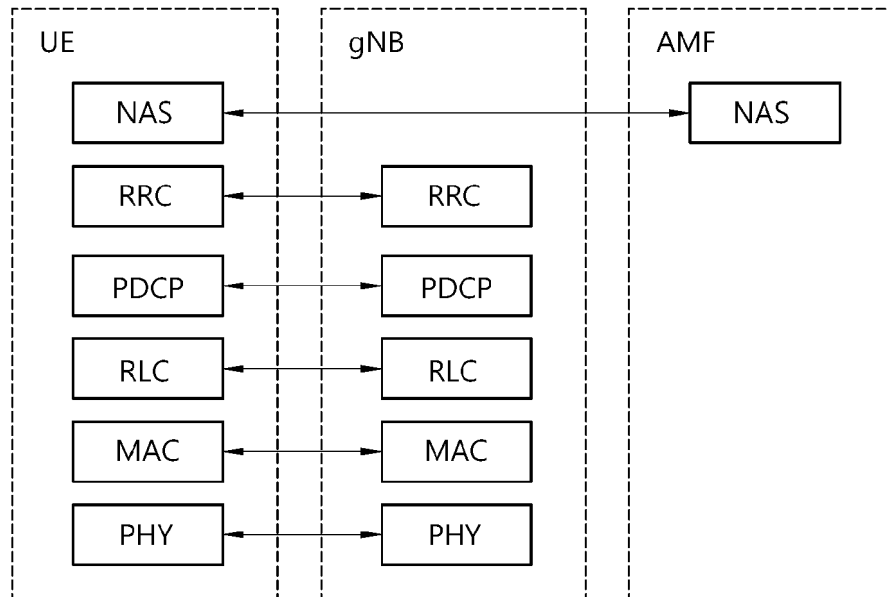 UE gNB AMF
NAS NAS
RRC RRC
PDCP PDCP
RLC RLC
MAC MAC
PHY PHY